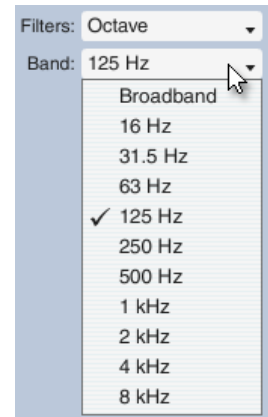 Filters: Octave
Band: 125 Hz
Broadband
16 Hz
31.5 Hz
63 Hz
✓ 125 Hz
250 Hz
500 Hz
1 kHz
2 kHz
4 kHz
8 kHz